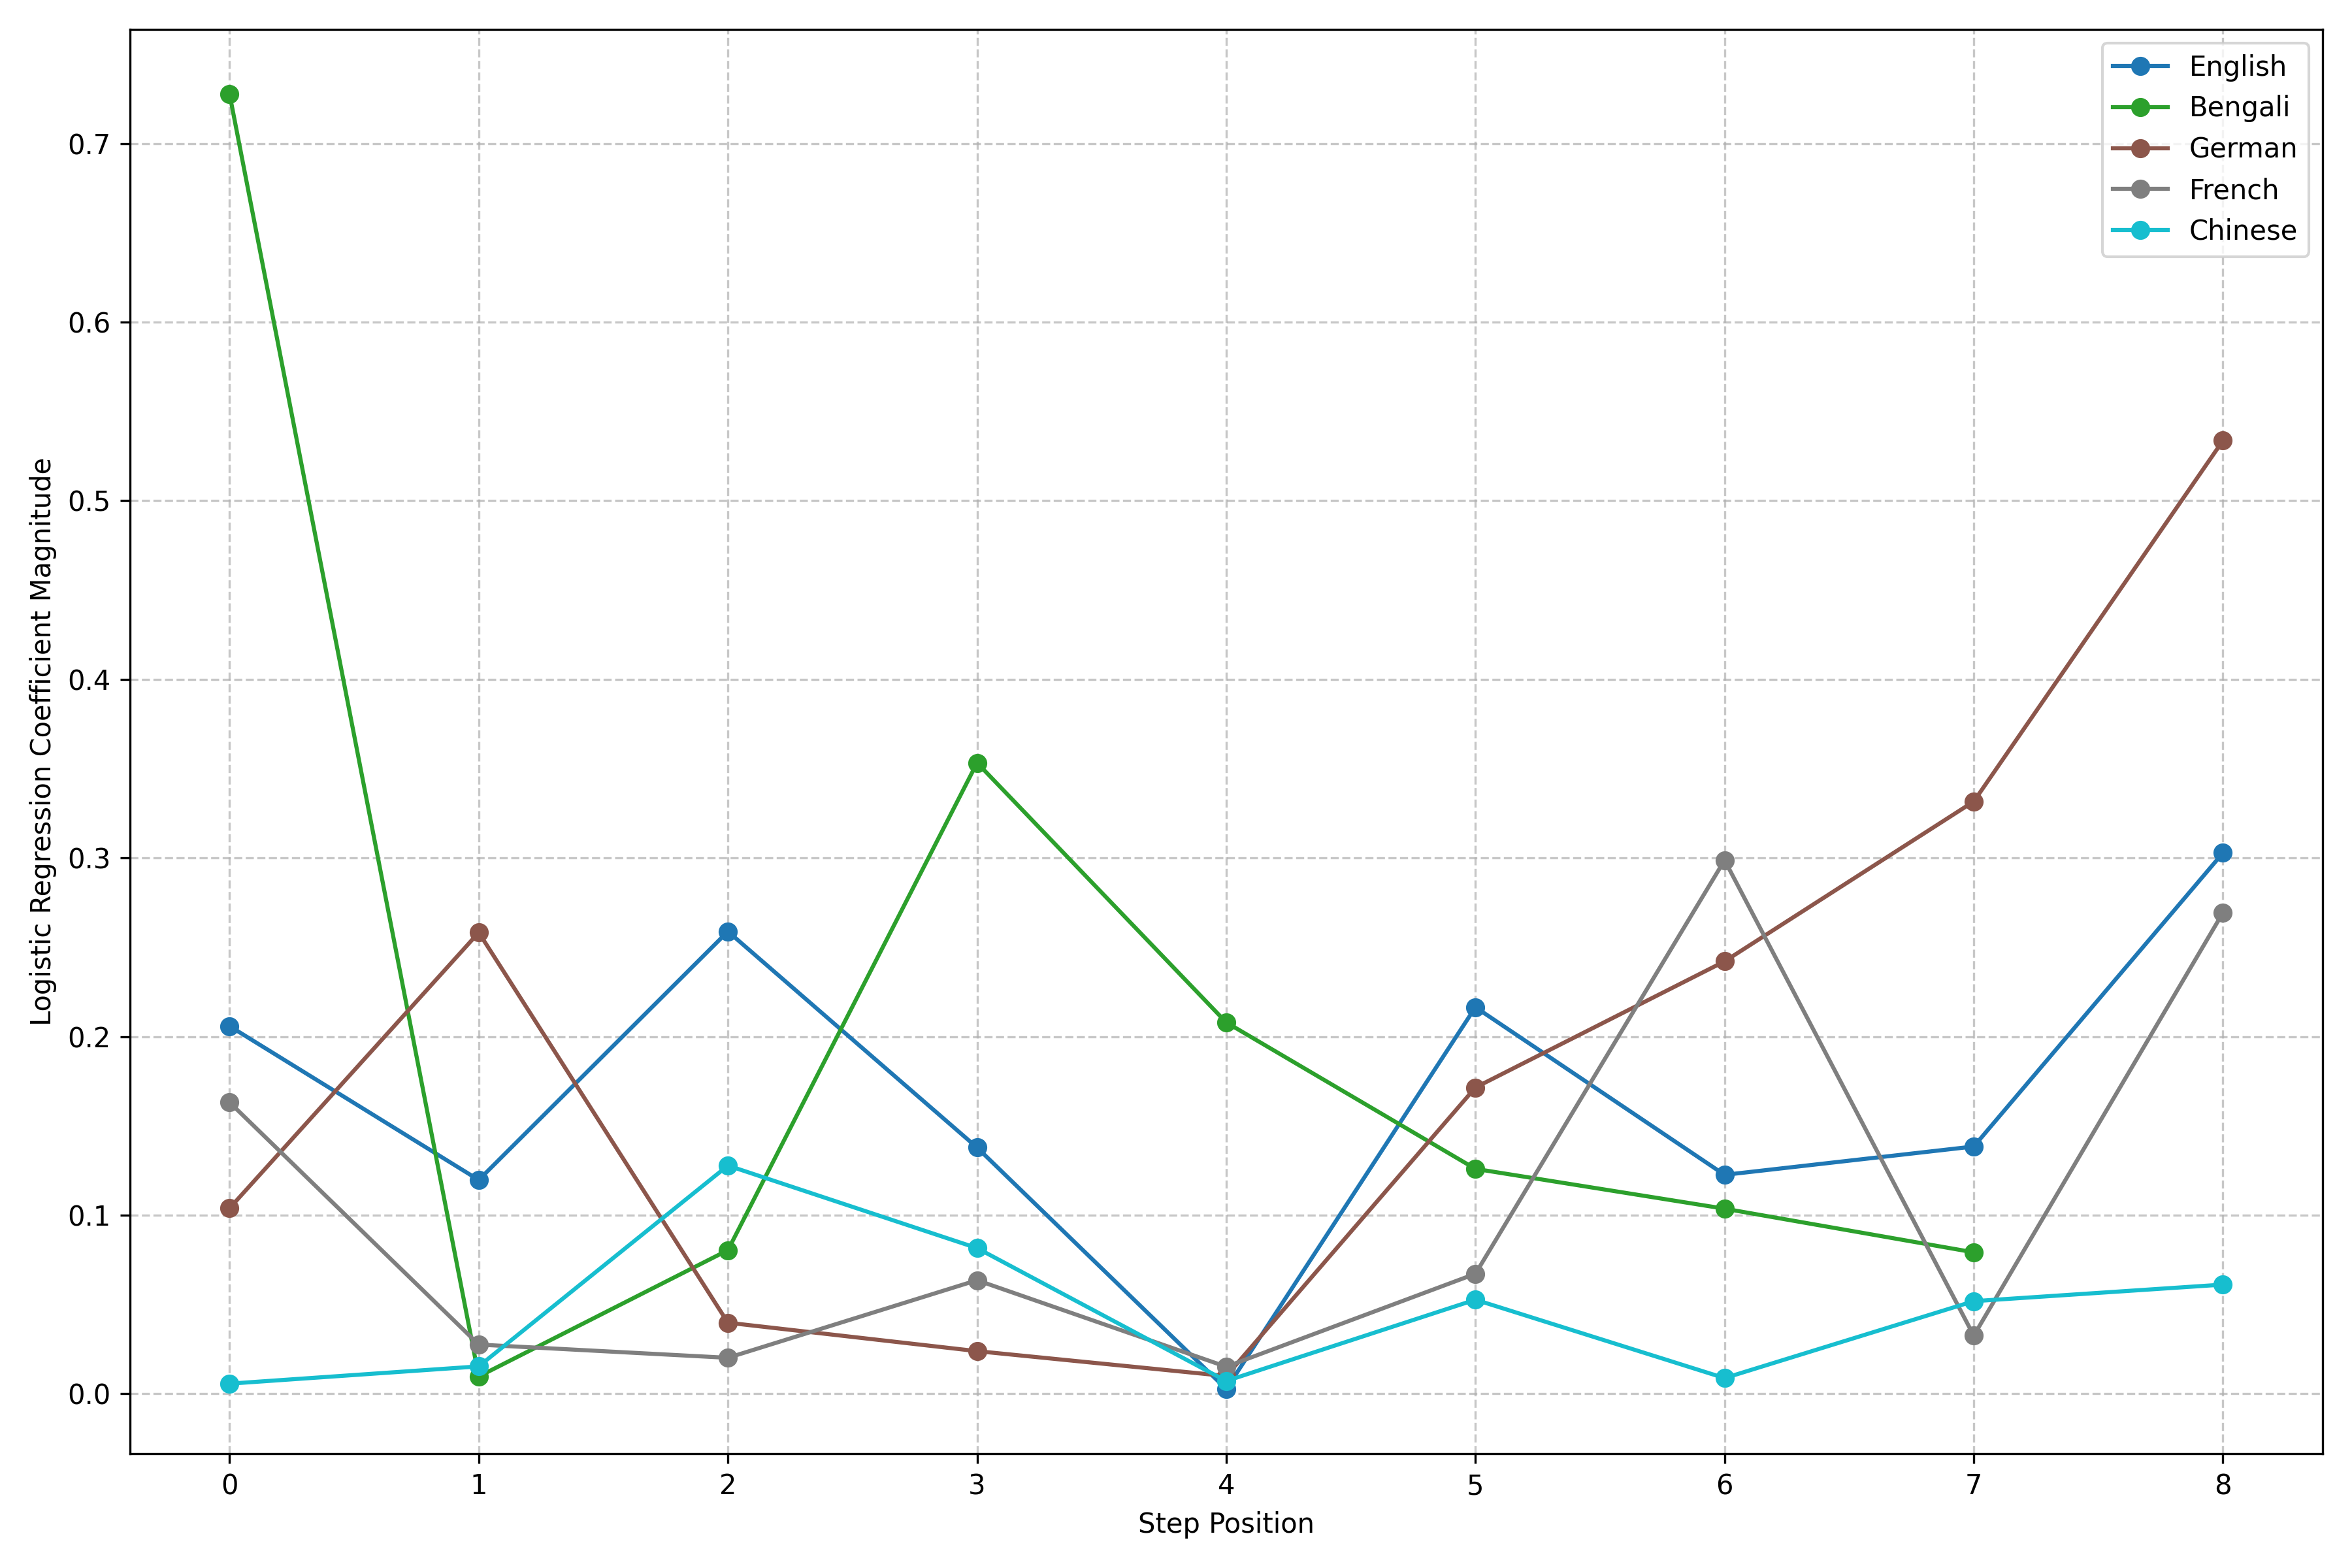 English
Bengali
German
French
Chinese
0.7
0.6
0.5
0.4
0.3
0.2
0.1
0.0
Logistic Regression Coefficient Magnitude
0 1 2 3 4 5 6 7 8
Step Position